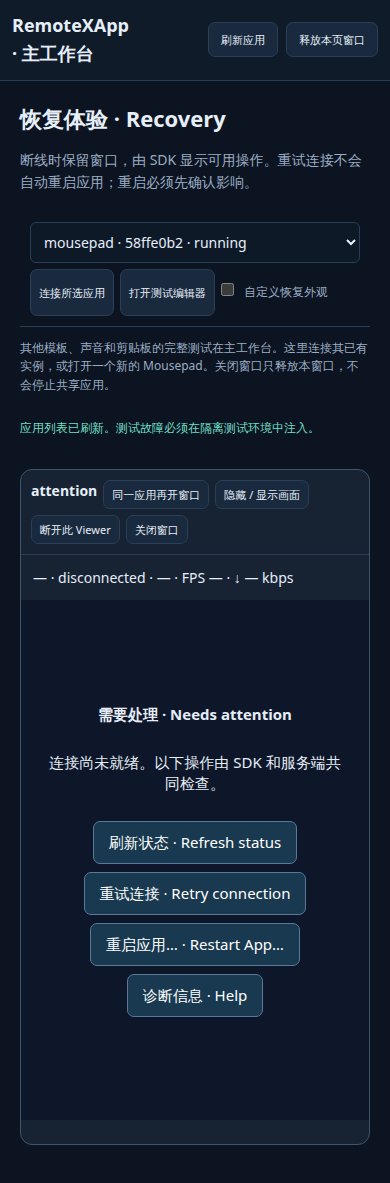 RemoteXApp
· 主工作台
刷新应用
释放本页窗口
恢复体验 · Recovery
断线时保留窗口，由 SDK 显示可用操作。重试连接不会
自动重启应用；重启必须先确认影响。
mousepad · 58ffe0b2 · running
连接所选应用
打开测试编辑器
自定义恢复外观
其他模板、声音和剪贴板的完整测试在主工作台。这里连接其已有
实例，或打开一个新的 Mousepad。关闭窗口只释放本窗口，不
会停止共享应用。
应用列表已刷新。测试故障必须在隔离测试环境中注入。
attention
同一应用再开窗口
隐藏 / 显示画面
断开此 Viewer
关闭窗口
— · disconnected · — · FPS — · ↓ — kbps
需要处理 · Needs attention
连接尚未就绪。以下操作由 SDK 和服务端共
同检查。
刷新状态 · Refresh status
重试连接 · Retry connection
重启应用... · Restart App...
诊断信息 · Help